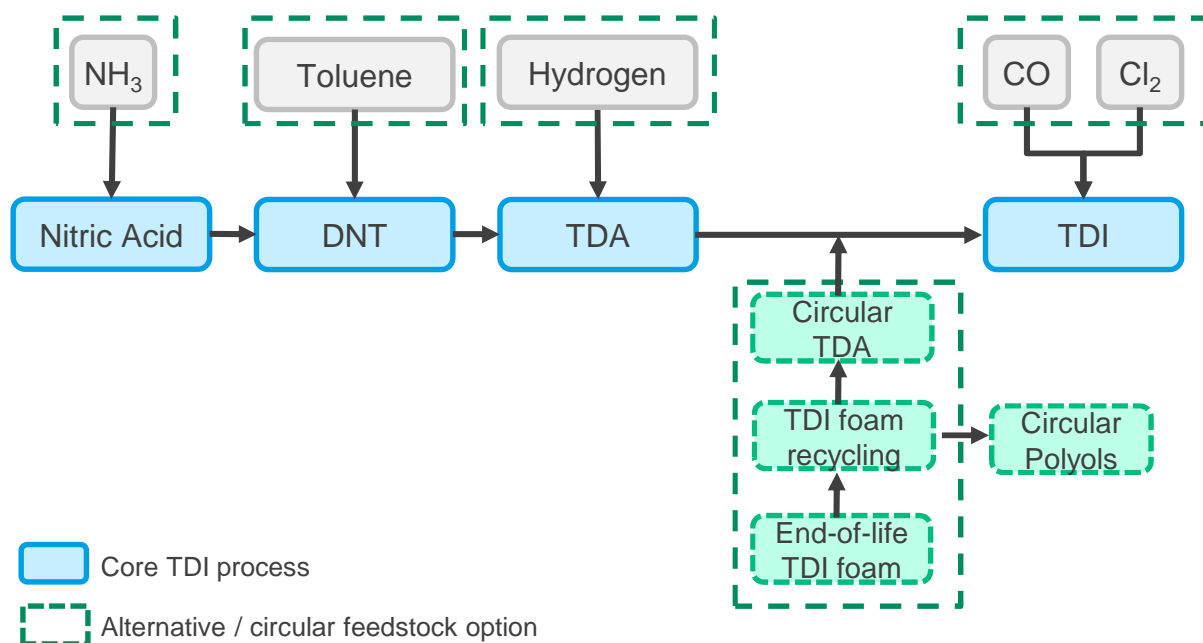 NH₃
Toluene
Hydrogen
CO
Cl₂
Nitric Acid
DNT
TDA
TDI
Circular
TDA
TDI foam
recycling
Circular
Polyols
End-of-life
TDI foam
Core TDI process
Alternative / circular feedstock option